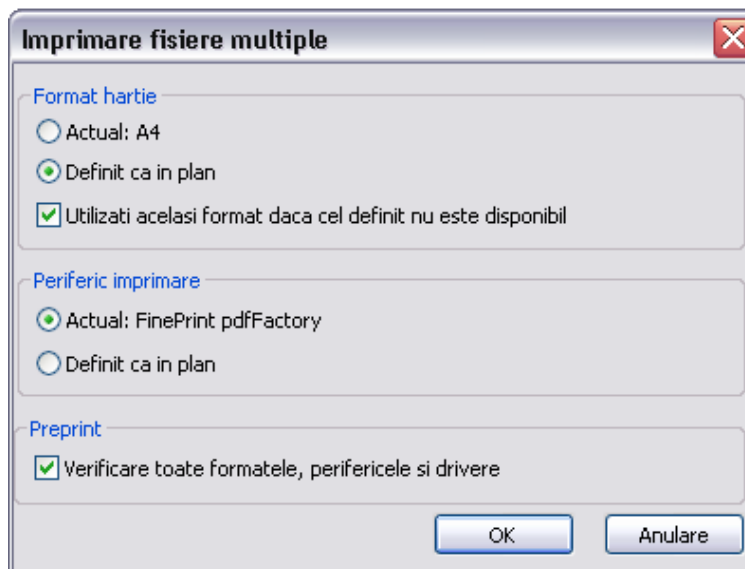 Imprimare fisiere multiple
Format hartie
Actual: A4
Definit ca in plan
Utilizati acelasi format daca cel definit nu este disponibil
Periferic imprimare
Actual: FinePrint pdfFactory
Definit ca in plan
Preprint
Verificare toate formatele, perifericele si drivere
OK Anulare